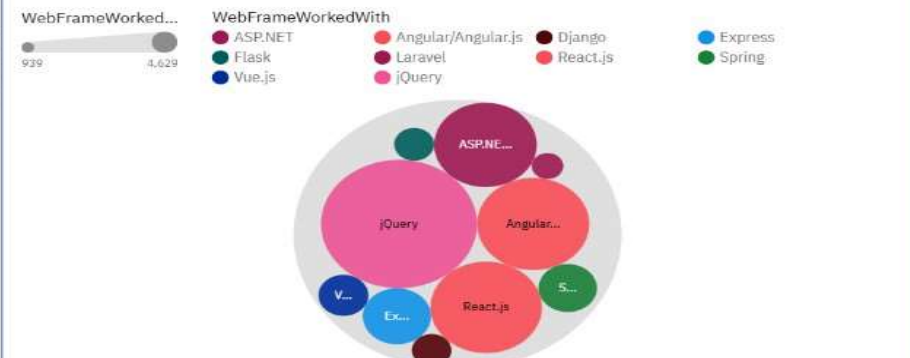 WebFrameWorked...
939 4,629
WebFrameWorkedWith
ASP.NET Angular/Angular.js Django Express
Flask Laravel React.js Spring
Vue.js jQuery
ASP.NE...
jQuery Angular...
V... S...
Ex... React.js